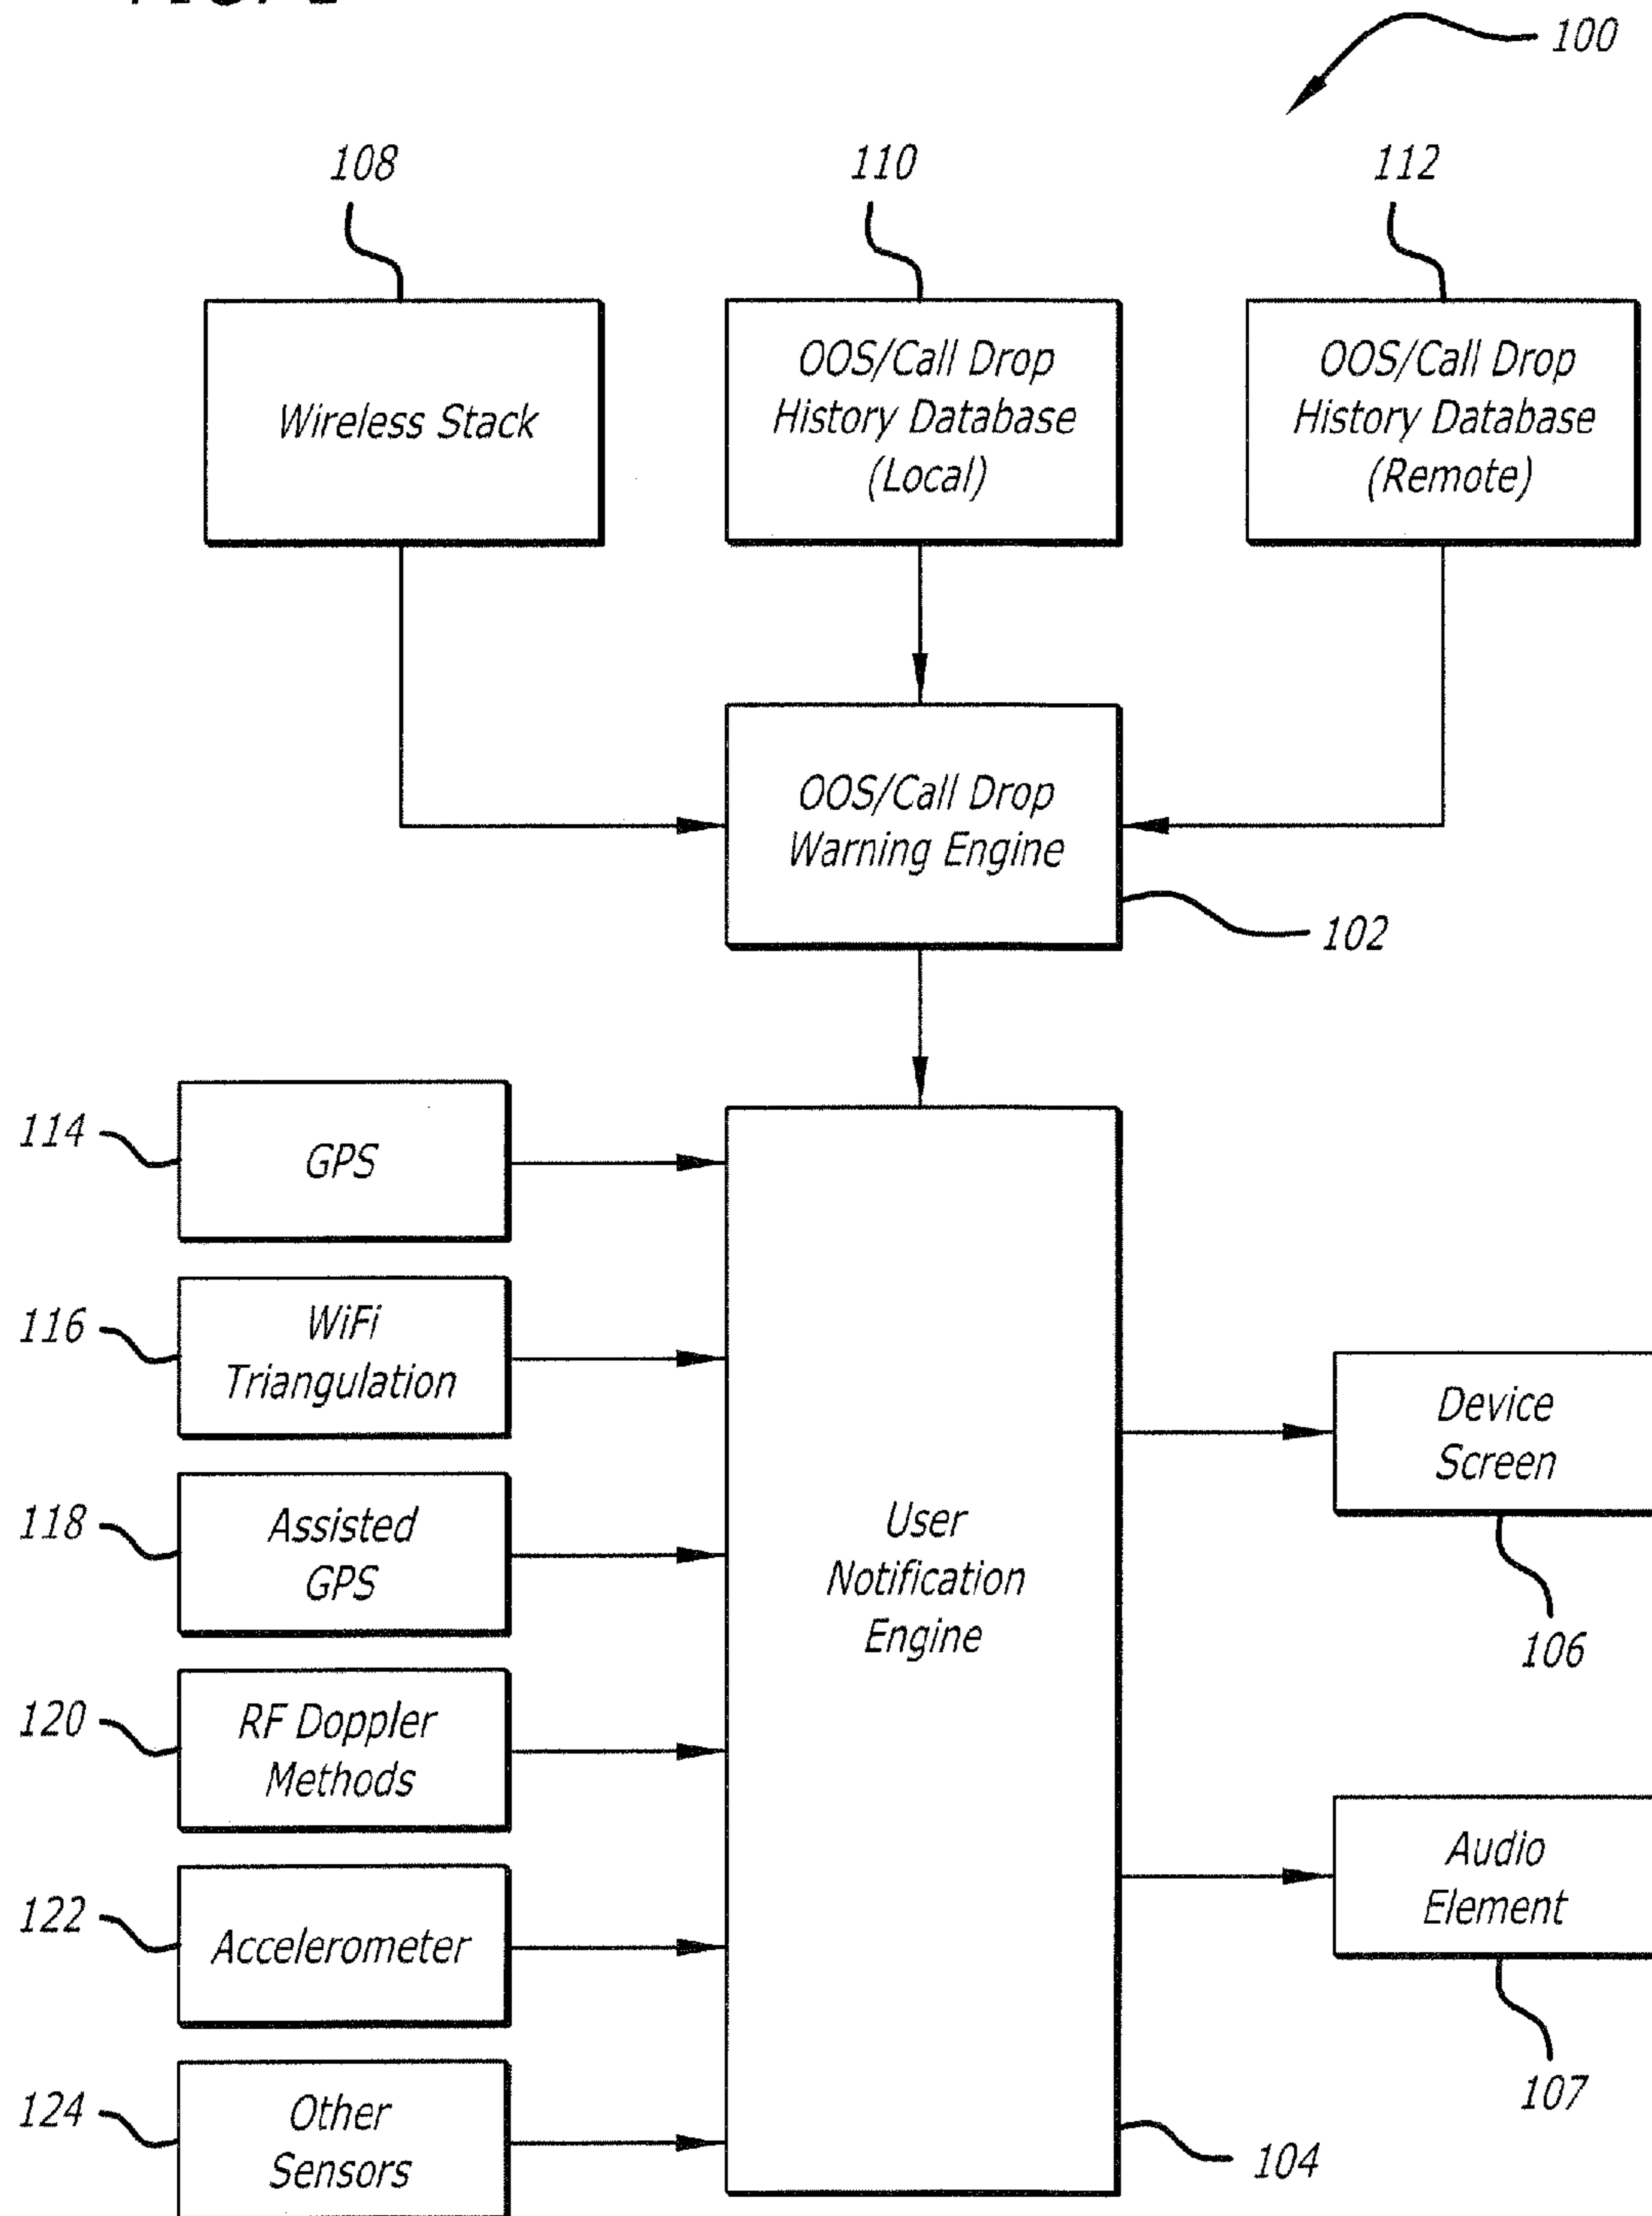 100
108
110
112
Wireless Stack
OOS/Call Drop
History Database
(Local)
OOS/Call Drop
History Database
(Remote)
OOS/Call Drop
Warning Engine
102
114
GPS
116
WiFi
Triangulation
118
Assisted
GPS
120
RF Doppler
Methods
122
Accelerometer
124
Other
Sensors
User
Notification
Engine
104
Device
Screen
106
Audio
Element
107